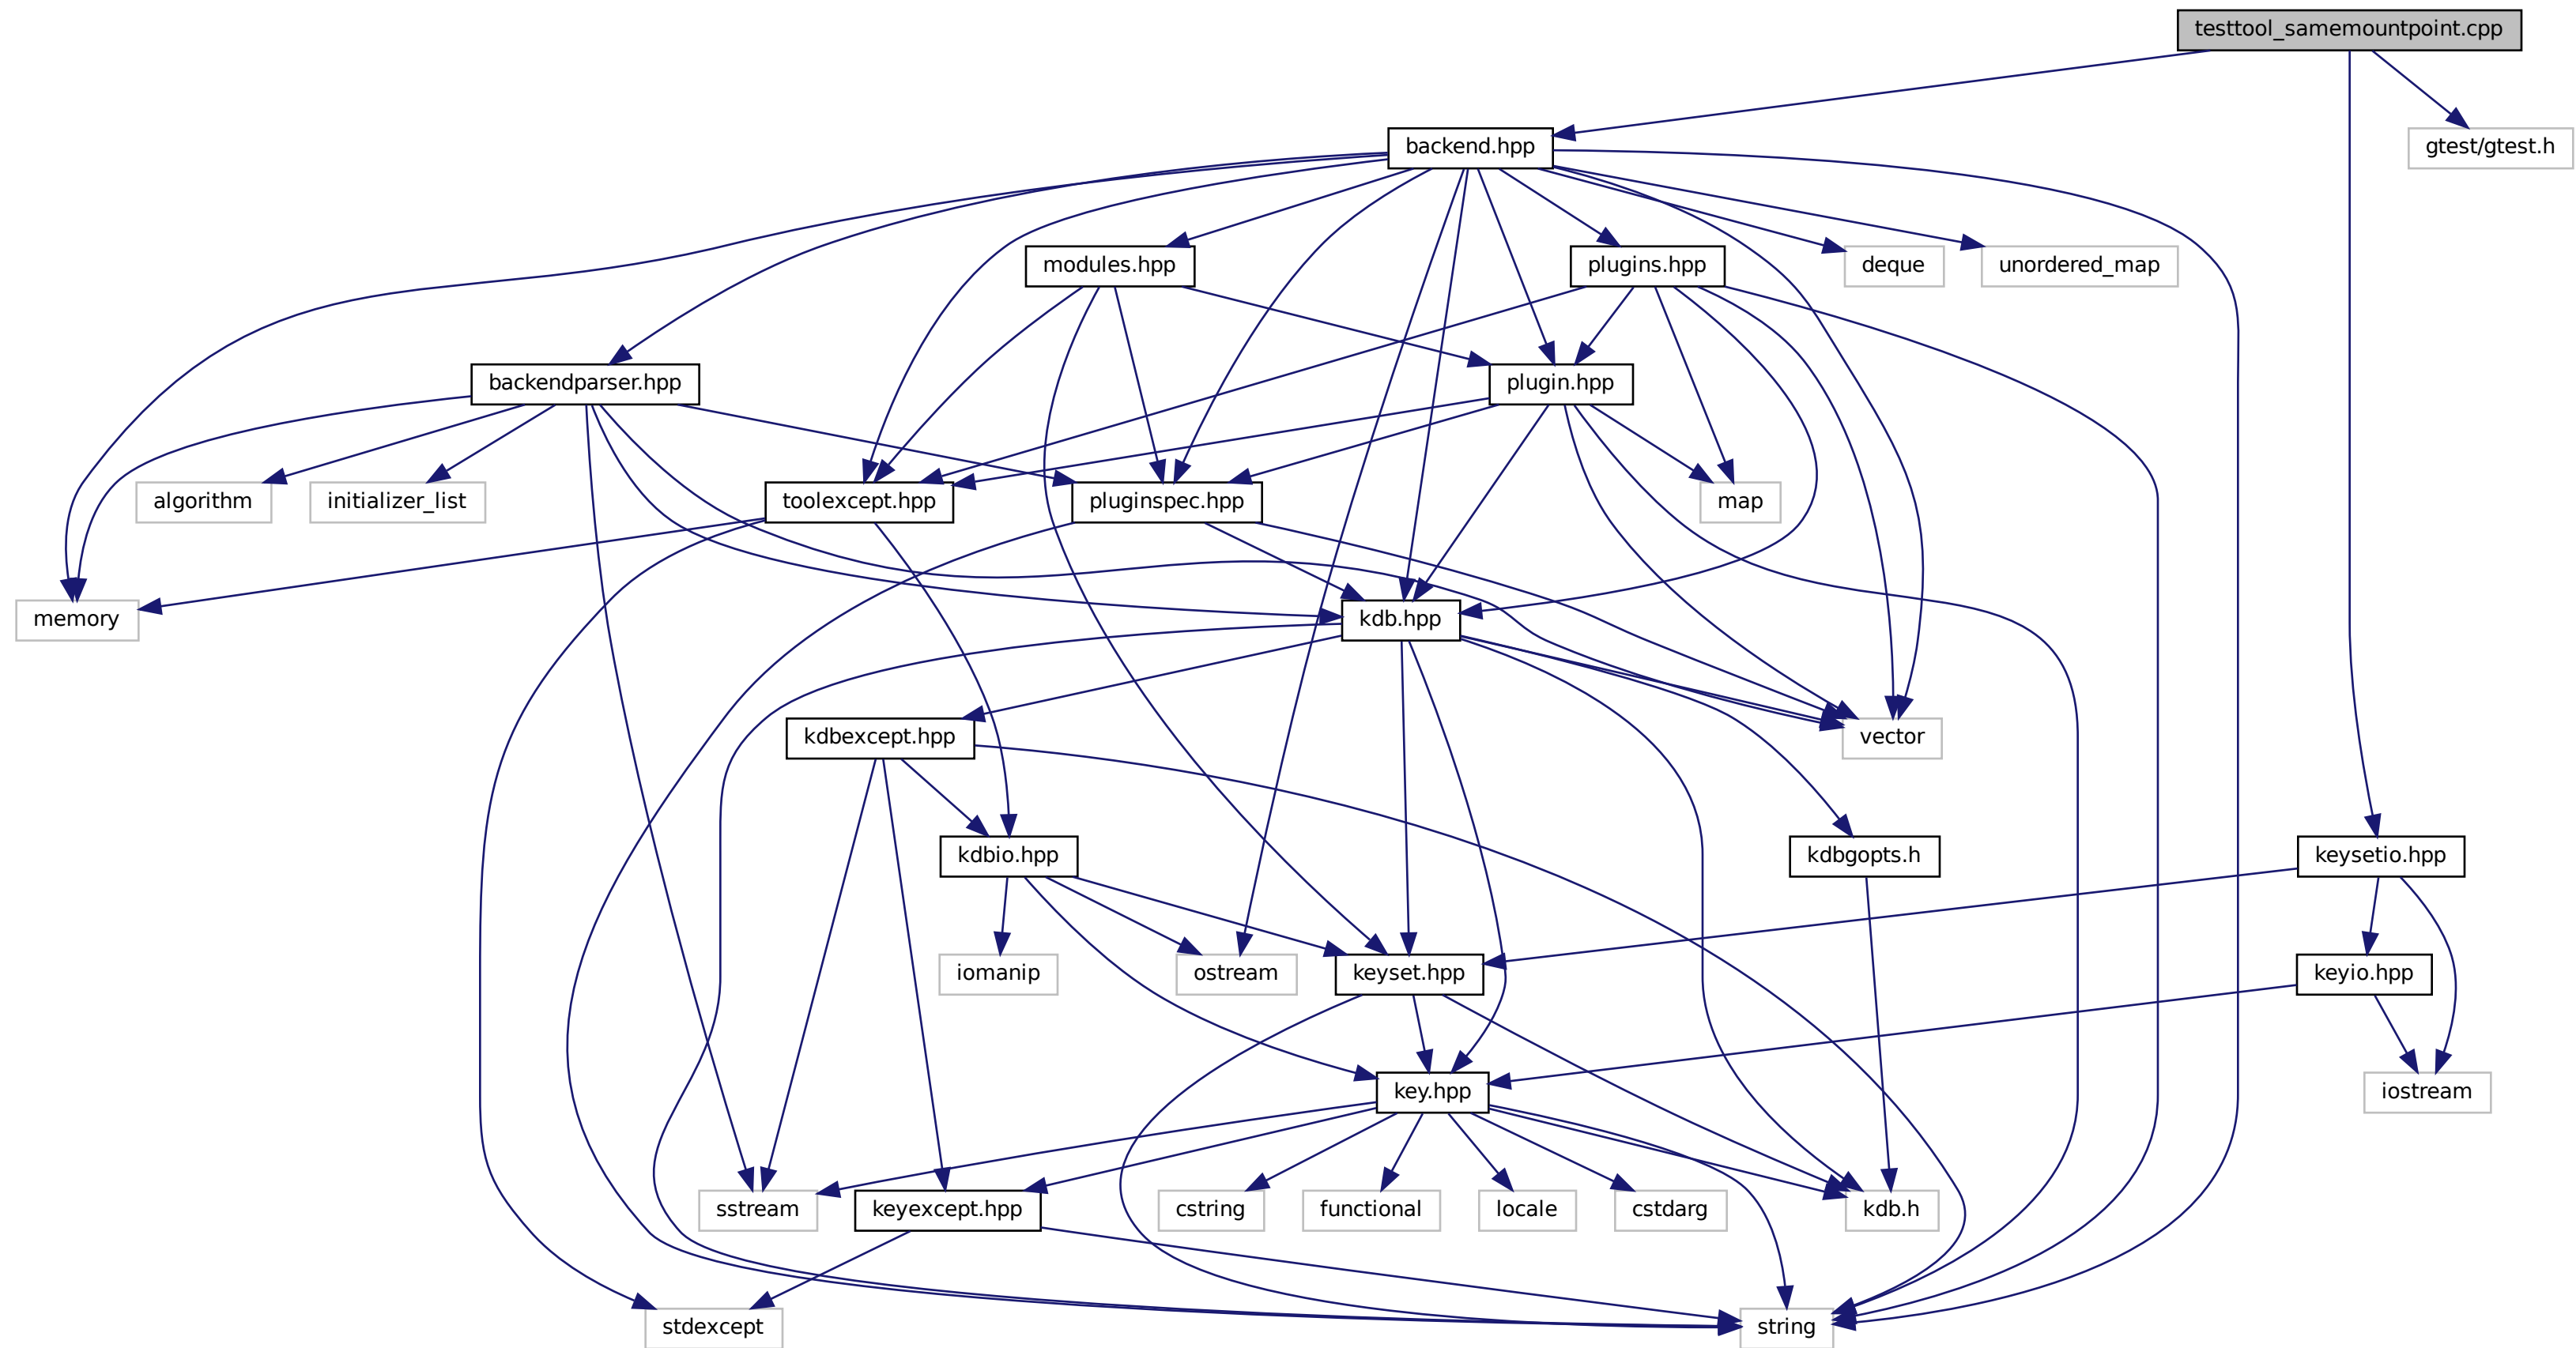 testtool_samemountpoint.cpp
backend.hpp
gtest/gtest.h
modules.hpp
plugins.hpp
deque
unordered_map
backendparser.hpp
plugin.hpp
algorithm
initializer_list
toolexcept.hpp
pluginspec.hpp
map
memory
kdb.hpp
kdbexcept.hpp
vector
kdbio.hpp
kdbgopts.h
keysetio.hpp
iomanip
ostream
keyset.hpp
keyio.hpp
key.hpp
iostream
sstream
keyexcept.hpp
cstring
functional
locale
cstdarg
kdb.h
stdexcept
string